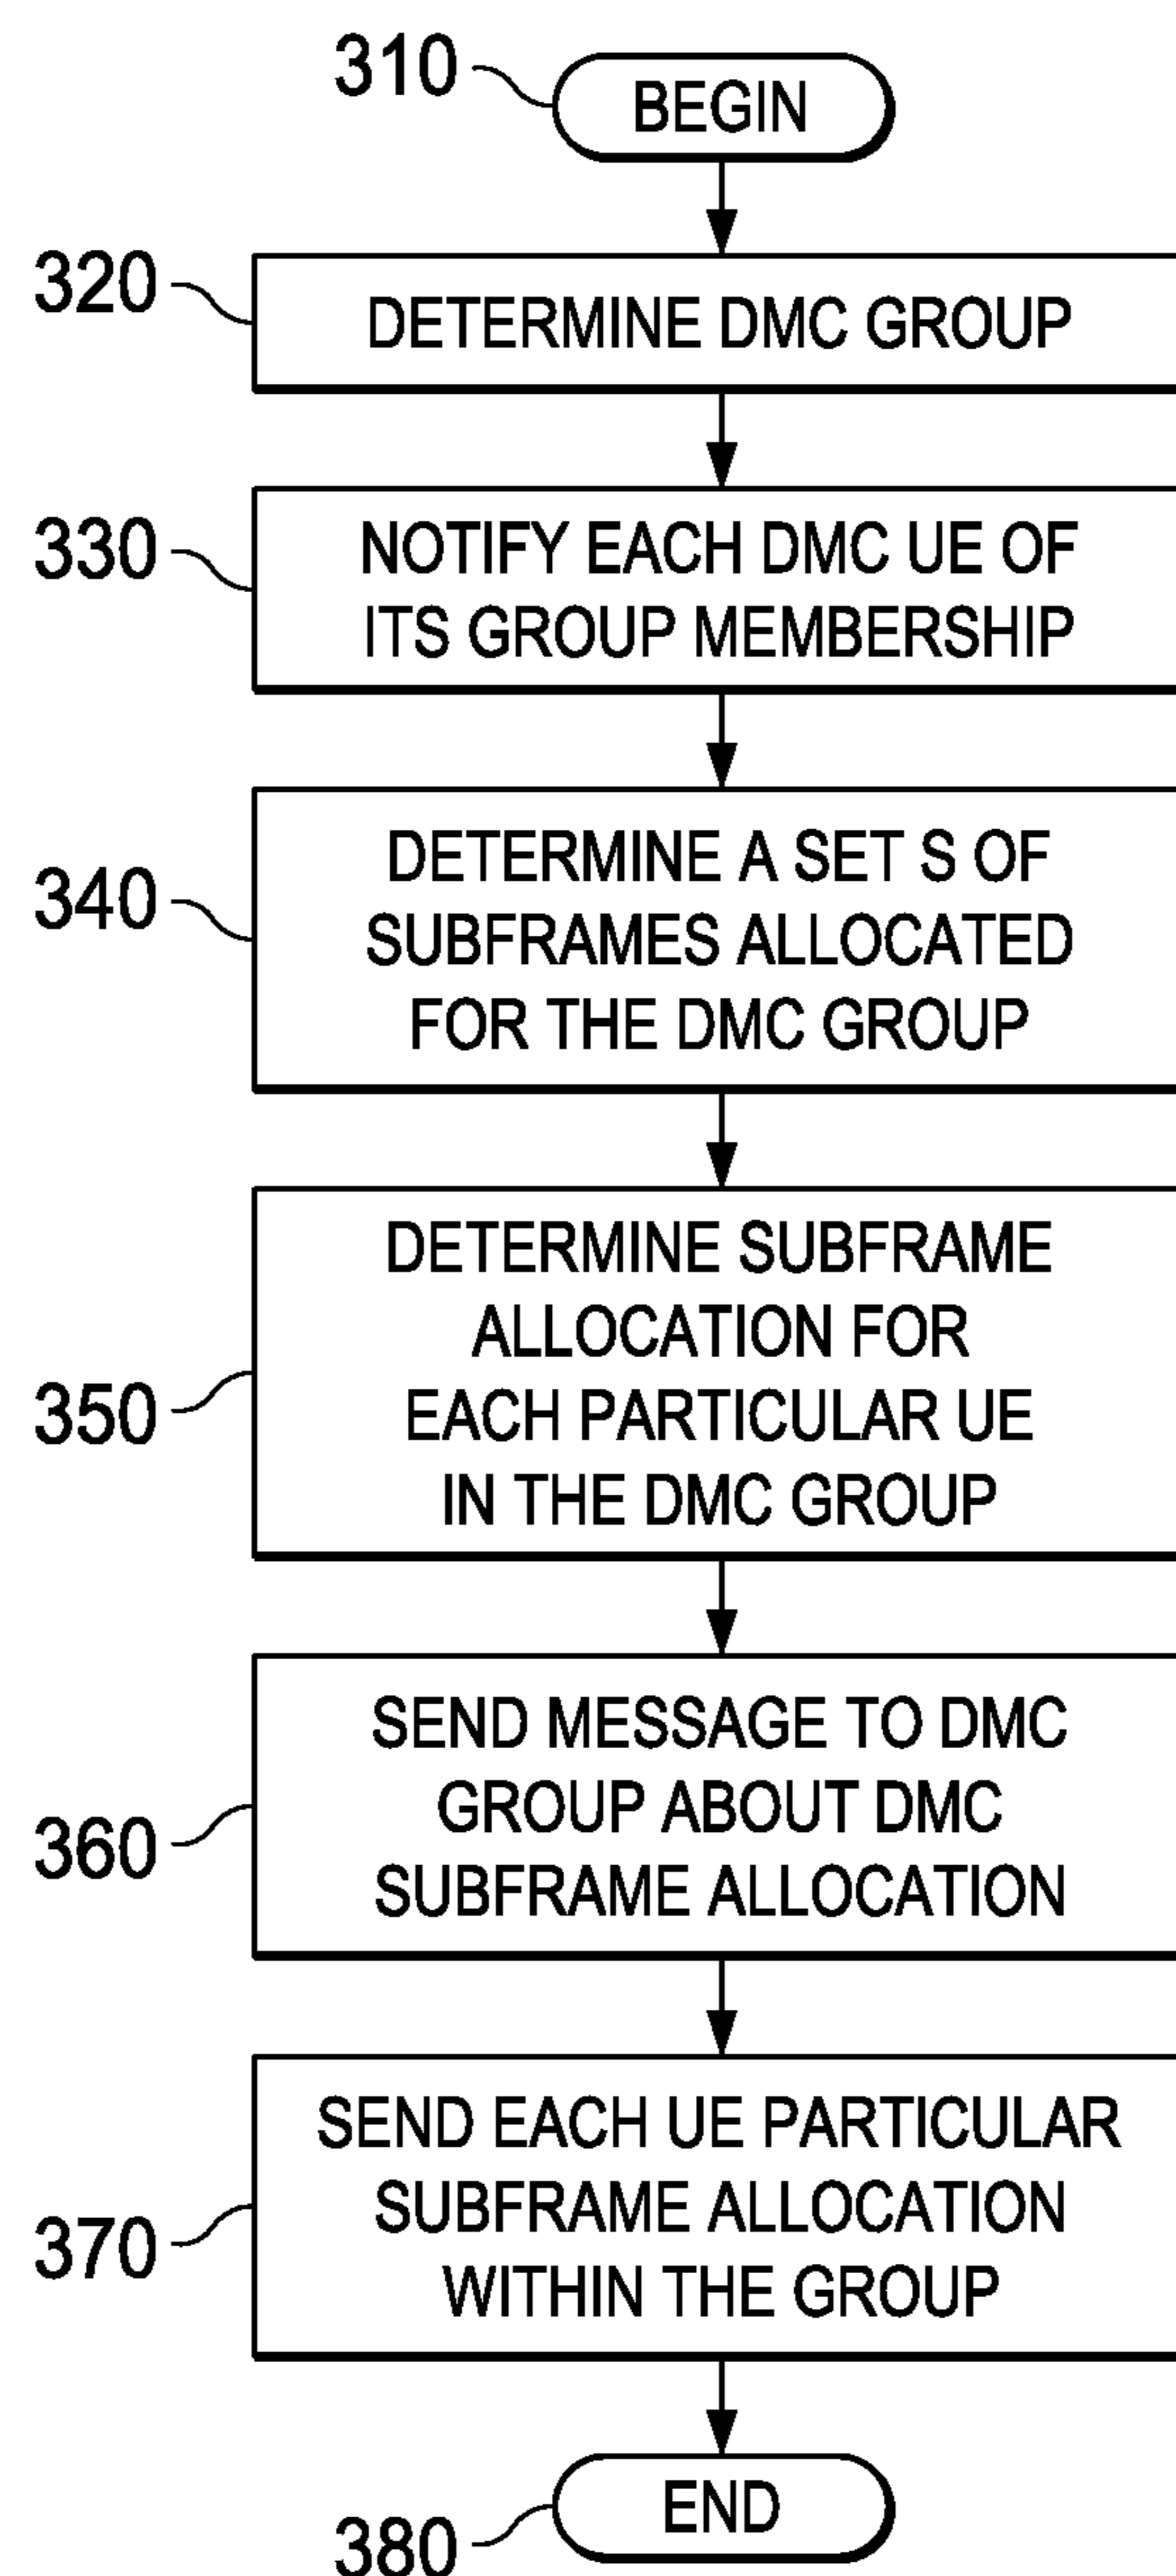 310
BEGIN
320
DETERMINE DMC GROUP
330
NOTIFY EACH DMC UE OF
ITS GROUP MEMBERSHIP
340
DETERMINE A SET S OF
SUBFRAMES ALLOCATED
FOR THE DMC GROUP
350
DETERMINE SUBFRAME
ALLOCATION FOR
EACH PARTICULAR UE
IN THE DMC GROUP
360
SEND MESSAGE TO DMC
GROUP ABOUT DMC
SUBFRAME ALLOCATION
370
SEND EACH UE PARTICULAR
SUBFRAME ALLOCATION
WITHIN THE GROUP
END
380